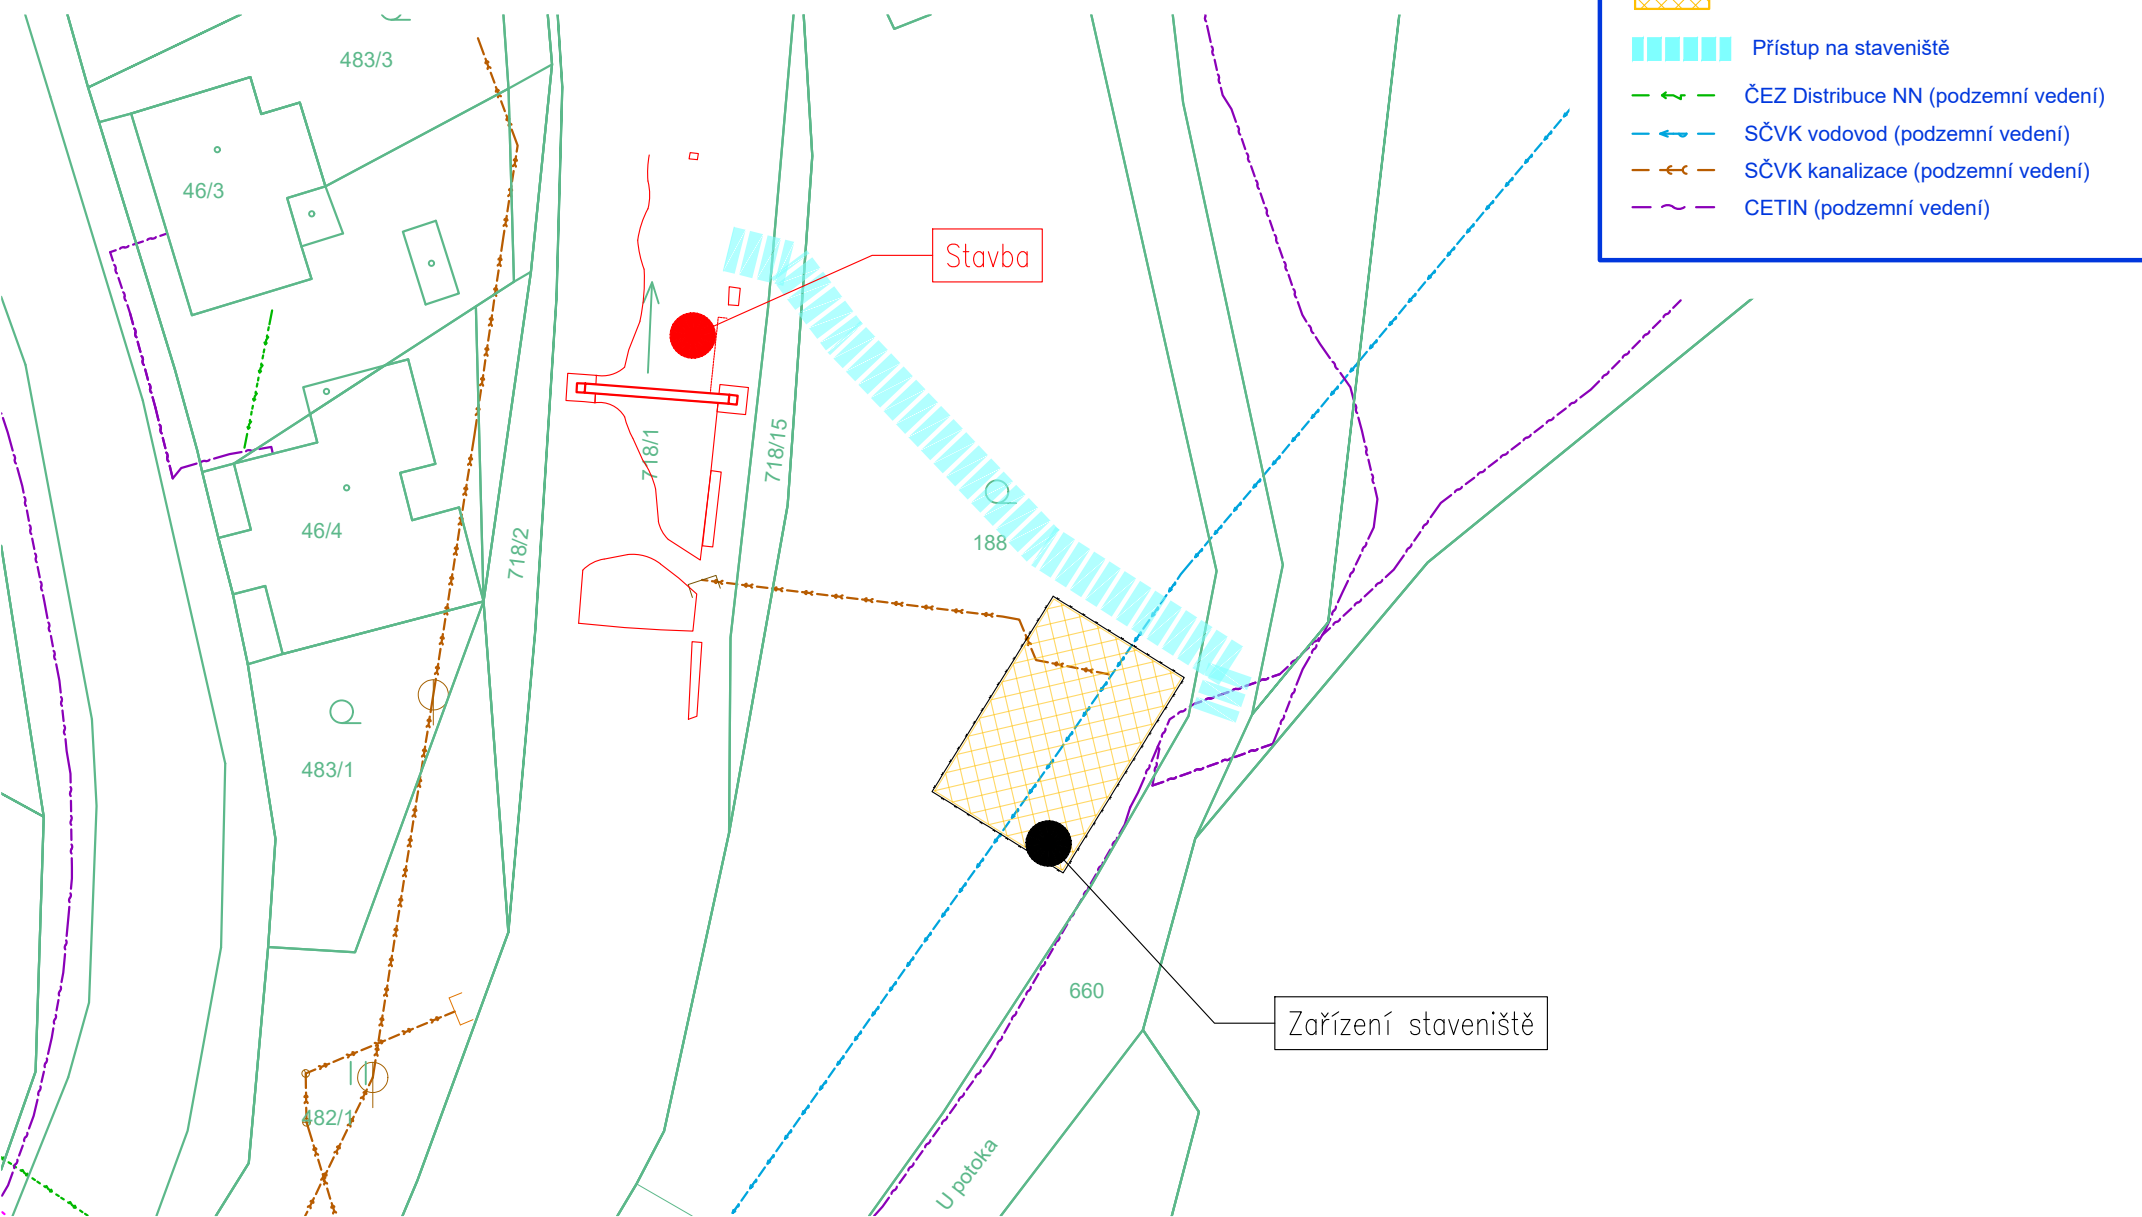 Přístup na staveniště
ČEZ Distribuce NN (podzemní vedení)
SČVK vodovod (podzemní vedení)
SČVK kanalizace (podzemní vedení)
CETIN (podzemní vedení)
483/3
46/3
Stavba
718/1
718/15
46/4
718/2
188
483/1
660
Zařízení staveniště
482/1
U potoka